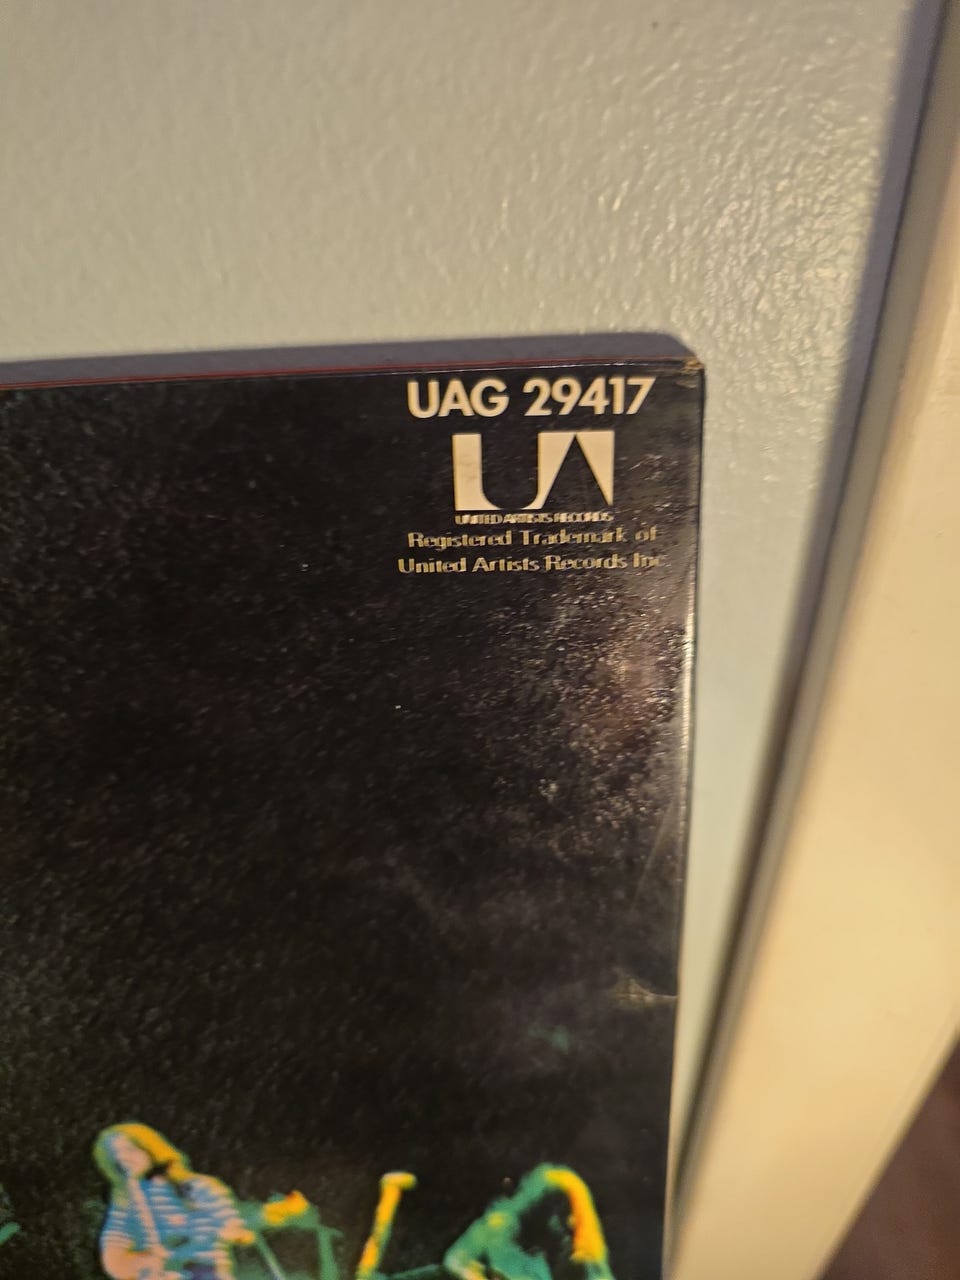 UAG 29417
UA
UNITED ARTISTS RECORDS
Registered Trademark of
United Artists Records Inc